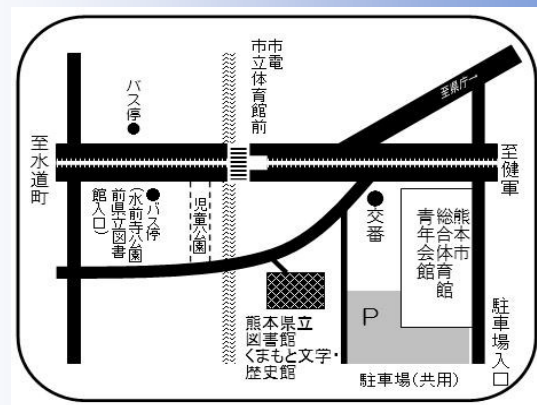 市電
市立体育館前
バス停
至県庁→
至水道町
至健軍
バス停
(水前寺公園
前県立図書
館入口)
児童公園
交番
熊本市
総合体育館
青年会館
P
熊本県立
図書館
くまもと文学・
歴史館
駐車場入口
駐車場(共用)